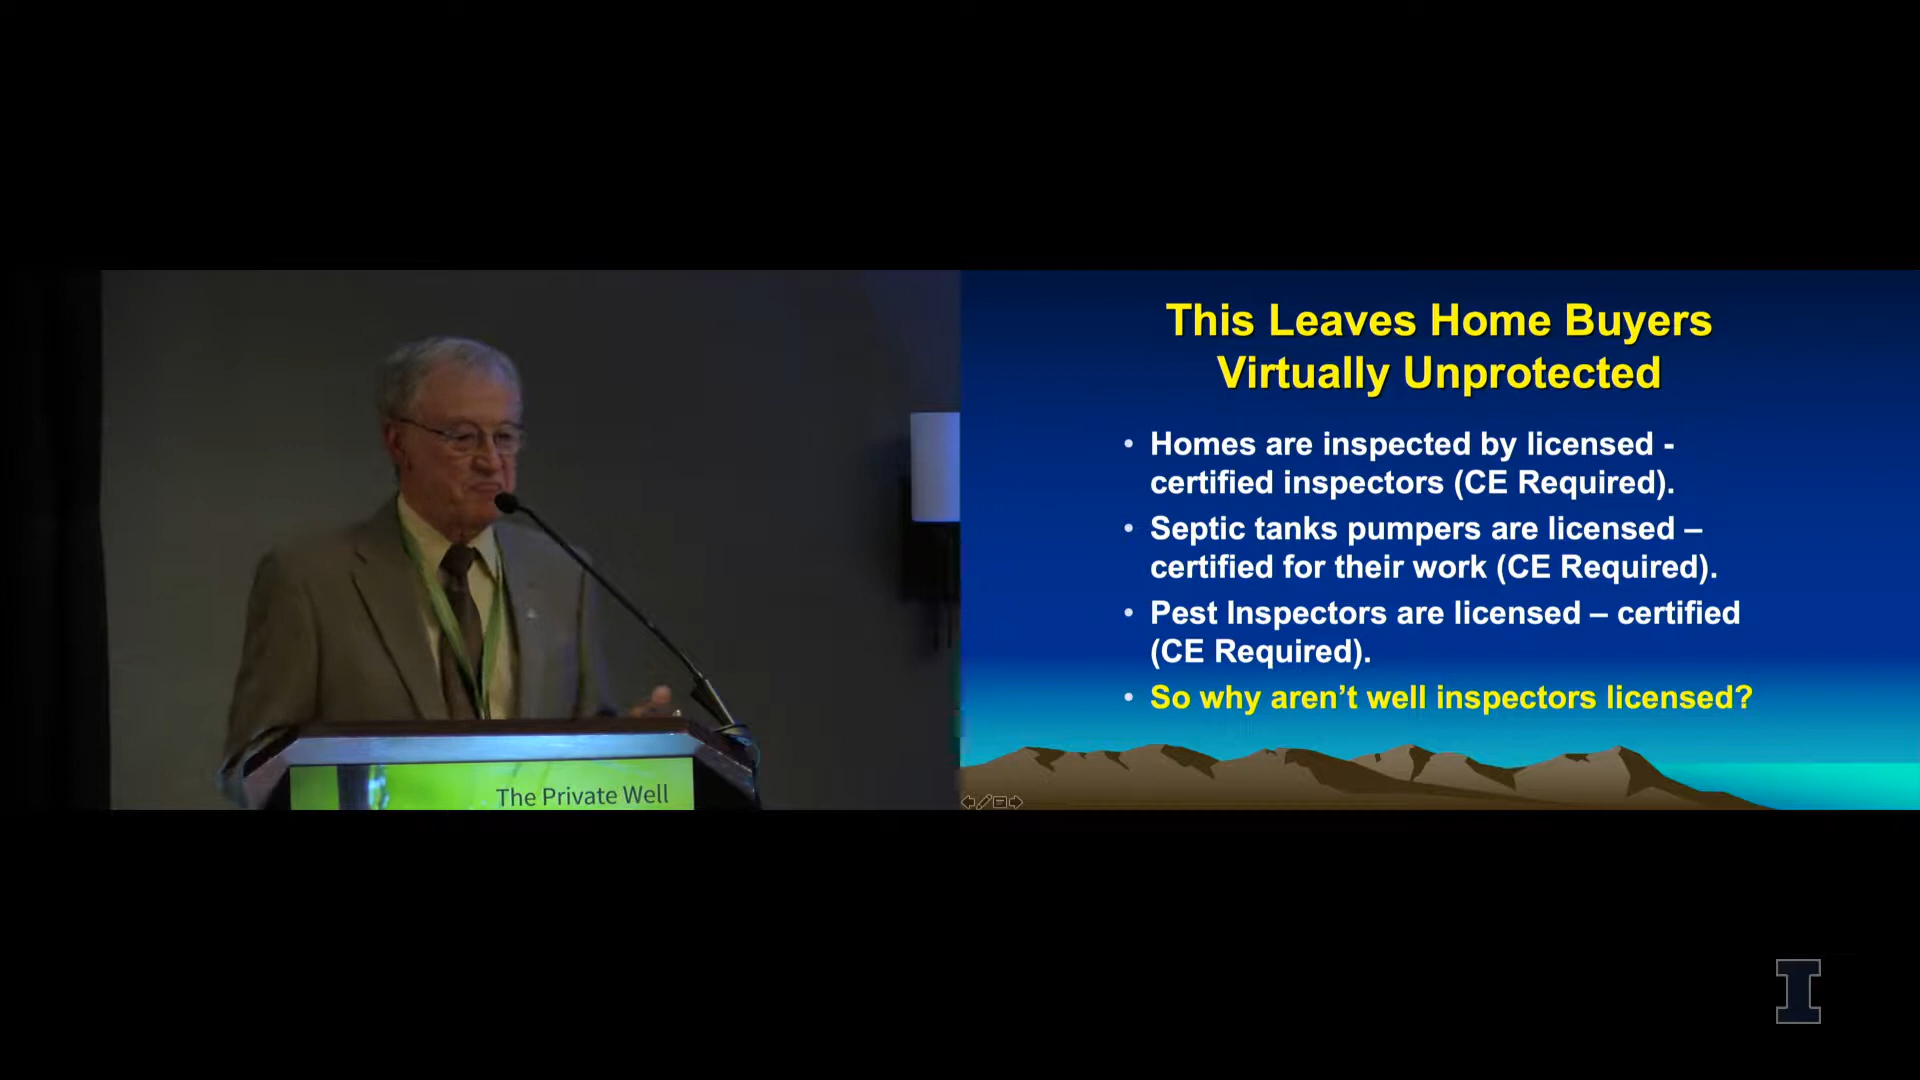 This Leaves Home Buyers
Virtually Unprotected
• Homes are inspected by licensed -
certified inspectors (CE Required).
• Septic tanks pumpers are licensed –
certified for their work (CE Required).
• Pest Inspectors are licensed – certified
(CE Required).
• So why aren’t well inspectors licensed?
The Private Well
I